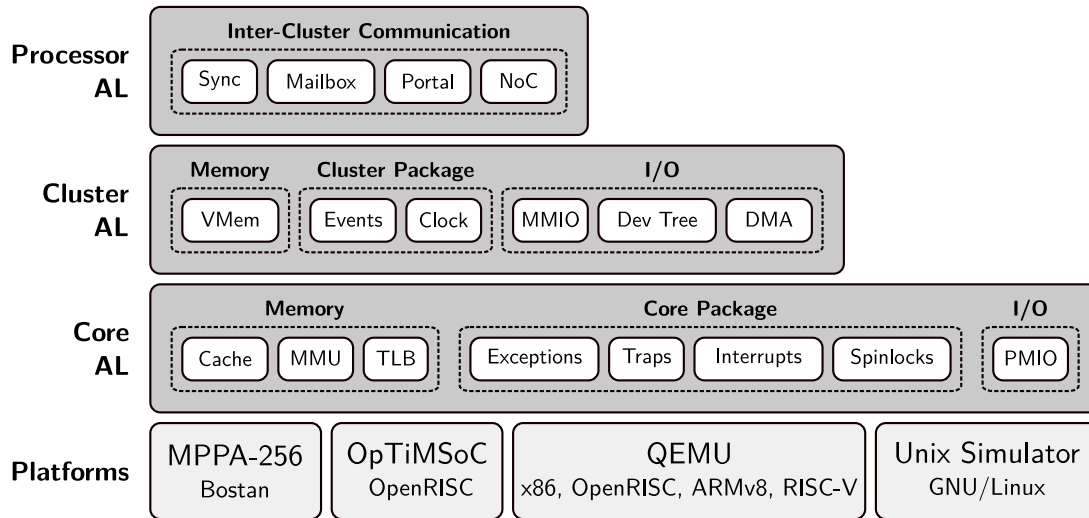 Processor
AL
Inter-Cluster Communication
Sync Mailbox Portal NoC
Cluster
AL
Memory Cluster Package I/O
VMem Events Clock MMIO Dev Tree DMA
Core
AL
Memory Core Package I/O
Cache MMU TLB Exceptions Traps Interrupts Spinlocks PMIO
Platforms
MPPA-256 OpTiMSoC QEMU Unix Simulator
Bostan OpenRISC x86, OpenRISC, ARMv8, RISC-V GNU/Linux